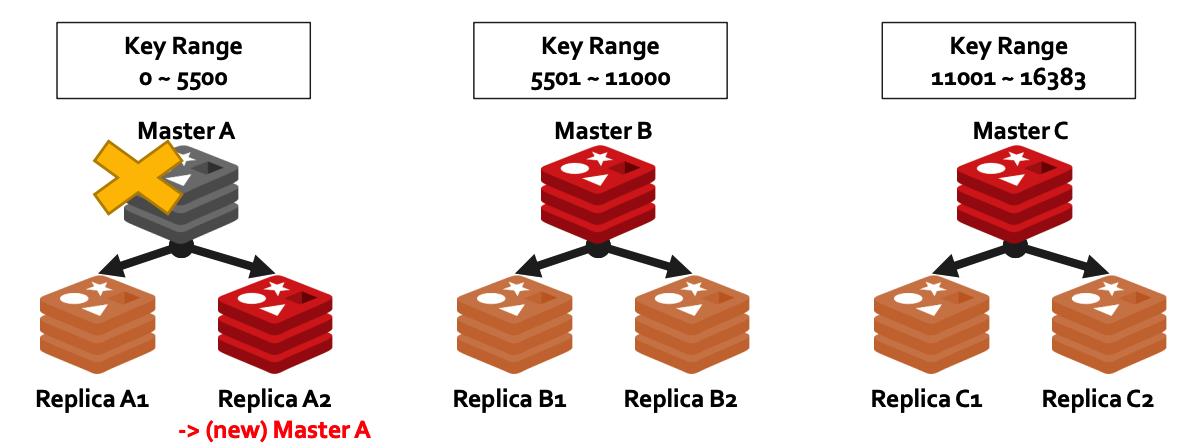 Key Range
0 ~ 5500
Key Range
5501 ~ 11000
Key Range
11001 ~ 16383
Master A
Master B
Master C
Replica A1
Replica A2
Replica B1
Replica B2
Replica C1
Replica C2
-> (new) Master A